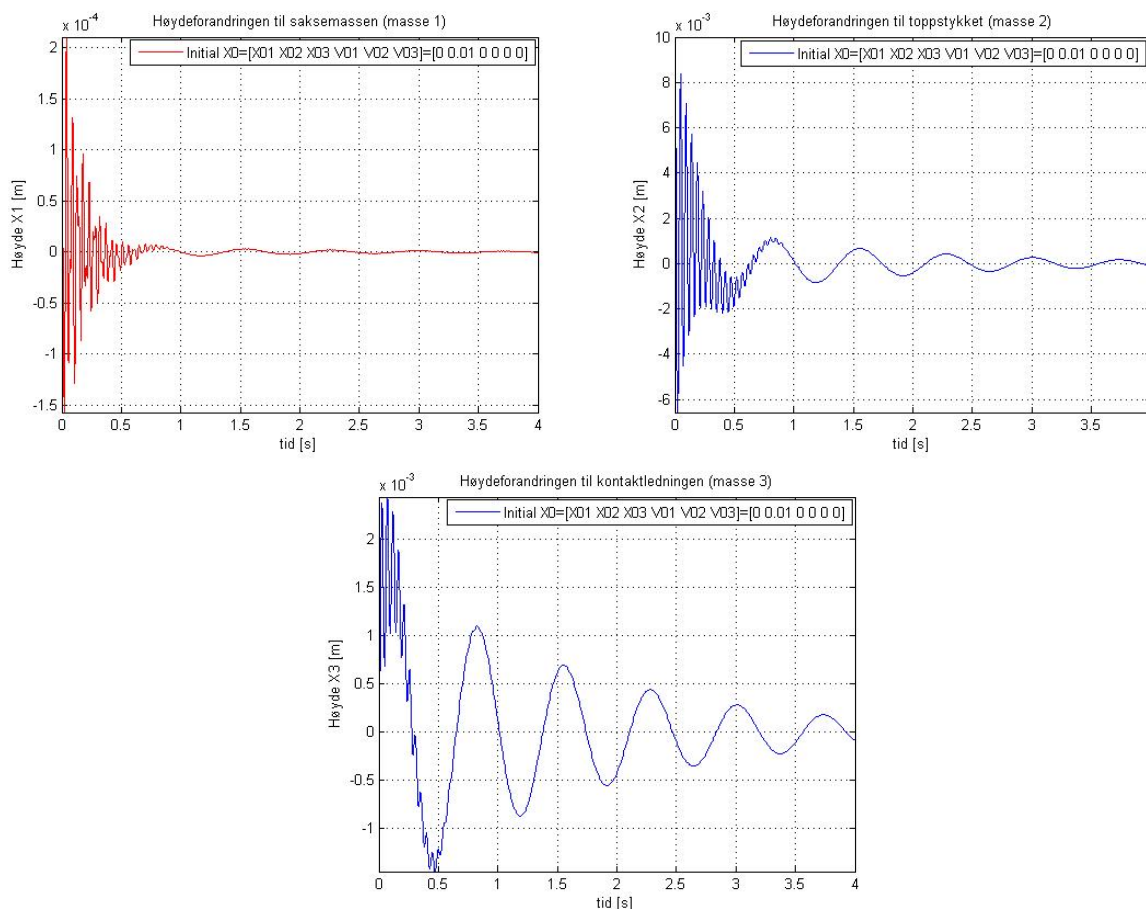 Høydeforandringen til saksemassen (masse 1)
x 10^-4
Initial X0=[X01 X02 X03 V01 V02 V03]=[0 0.01 0 0 0 0]
2
1.5
1
0.5
0
-0.5
-1
-1.5
Høyde X1 [m]
0 0.5 1 1.5 2 2.5 3 3.5 4
tid [s]
Høydeforandringen til toppstykket (masse 2)
x 10^-3
Initial X0=[X01 X02 X03 V01 V02 V03]=[0 0.01 0 0 0 0]
10
8
6
4
2
0
-2
-4
-6
Høyde X2 [m]
0 0.5 1 1.5 2 2.5 3 3.5
tid [s]
Høydeforandringen til kontaktledningen (masse 3)
x 10^-3
Initial X0=[X01 X02 X03 V01 V02 V03]=[0 0.01 0 0 0 0]
2
1.5
1
0.5
0
-0.5
-1
Høyde X3 [m]
0 0.5 1 1.5 2 2.5 3 3.5 4
tid [s]